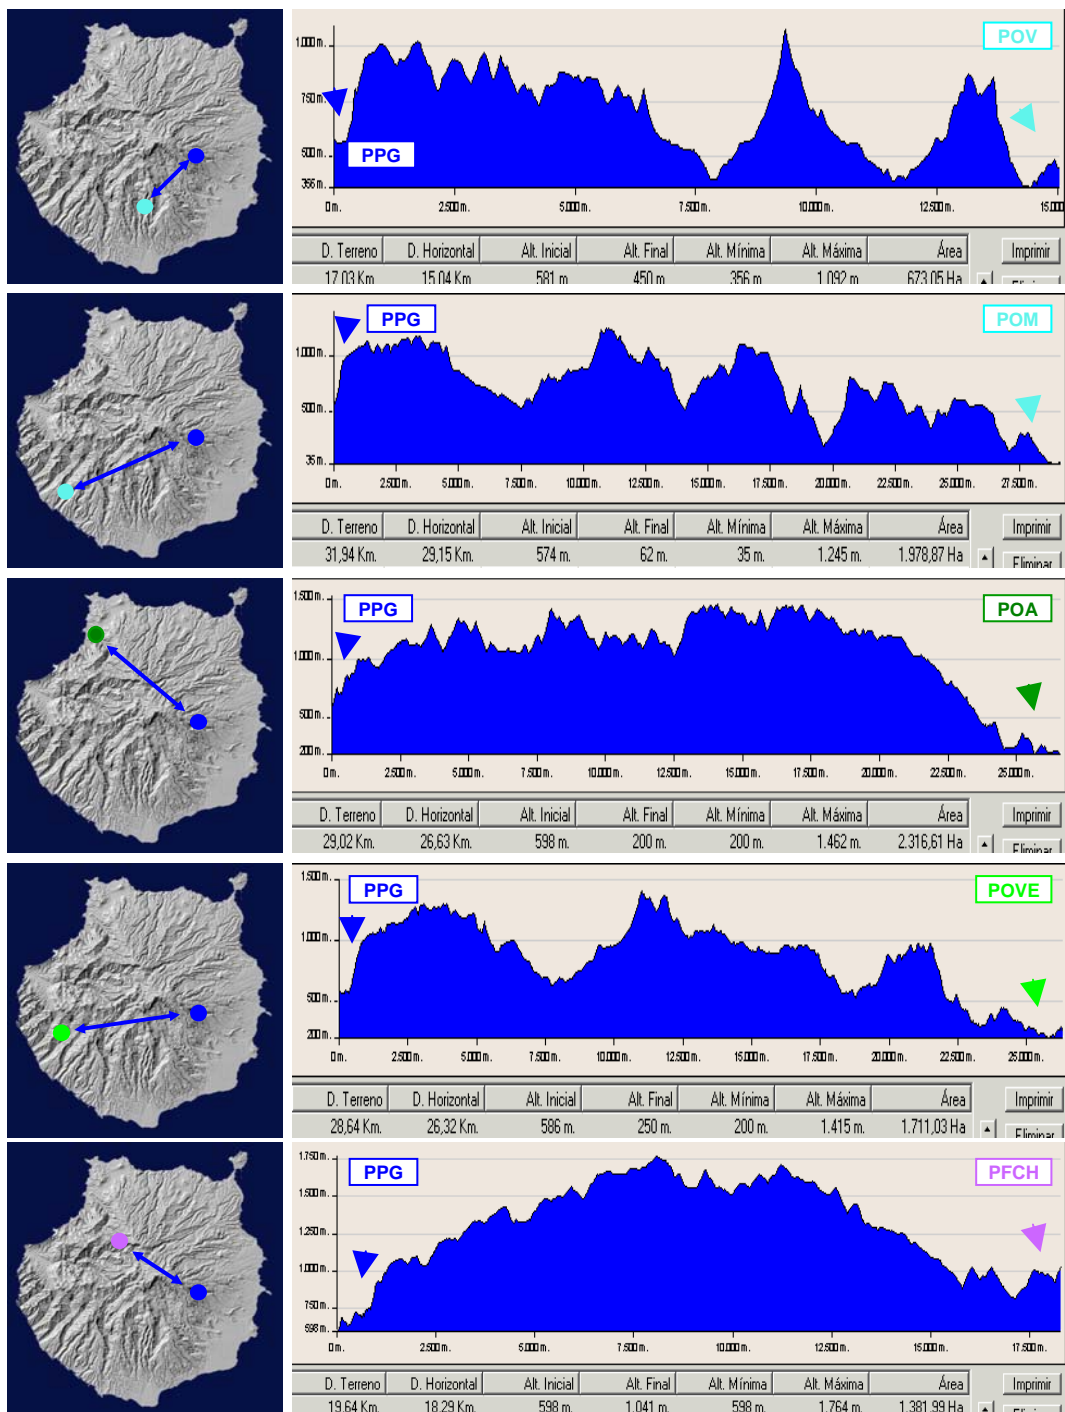 1.000 m.
POV
750 m.
PPG
500 m.
356 m.
0 m. 2.500 m. 5.000 m. 7.500 m. 10.000 m. 12.500 m. 15.000
D. Terreno D. Horizontal Alt. Inicial Alt. Final Alt. Mínima Alt. Máxima Área Imprimir
17,03 Km. 15,04 Km. 581 m. 450 m. 356 m. 1.092 m. 673,05 Ha
PPG POM
1.000 m.
500 m.
35 m.
0 m. 2.500 m. 5.000 m. 7.500 m. 10.000 m. 12.500 m. 15.000 m. 17.500 m. 20.000 m. 22.500 m. 25.000 m. 27.500 m.
D. Terreno D. Horizontal Alt. Inicial Alt. Final Alt. Mínima Alt. Máxima Área Imprimir
31,94 Km. 29,15 Km. 574 m. 62 m. 35 m. 1.245 m. 1.978,87 Ha
Eliminar
1.500 m.
PPG POA
1.000 m.
500 m.
200 m.
0 m. 2.500 m. 5.000 m. 7.500 m. 10.000 m. 12.500 m. 15.000 m. 17.500 m. 20.000 m. 22.500 m. 25.000 m.
D. Terreno D. Horizontal Alt. Inicial Alt. Final Alt. Mínima Alt. Máxima Área Imprimir
29,02 Km. 26,63 Km. 598 m. 200 m. 200 m. 1.462 m. 2.316,61 Ha
Eliminar
1.500 m.
PPG POVE
1.000 m.
500 m.
200 m.
0 m. 2.500 m. 5.000 m. 7.500 m. 10.000 m. 12.500 m. 15.000 m. 17.500 m. 20.000 m. 22.500 m. 25.000 m.
D. Terreno D. Horizontal Alt. Inicial Alt. Final Alt. Mínima Alt. Máxima Área Imprimir
28,64 Km. 26,32 Km. 586 m. 250 m. 200 m. 1.415 m. 1.711,03 Ha
Eliminar
1.750 m.
PPG PFCH
1.500 m.
1.250 m.
1.000 m.
750 m.
598 m.
0 m. 2.500 m. 5.000 m. 7.500 m. 10.000 m. 12.500 m. 15.000 m. 17.500 m.
D. Terreno D. Horizontal Alt. Inicial Alt. Final Alt. Mínima Alt. Máxima Área Imprimir
19,64 Km. 18,29 Km. 598 m. 1.041 m. 598 m. 1.764 m. 1.381,99 Ha